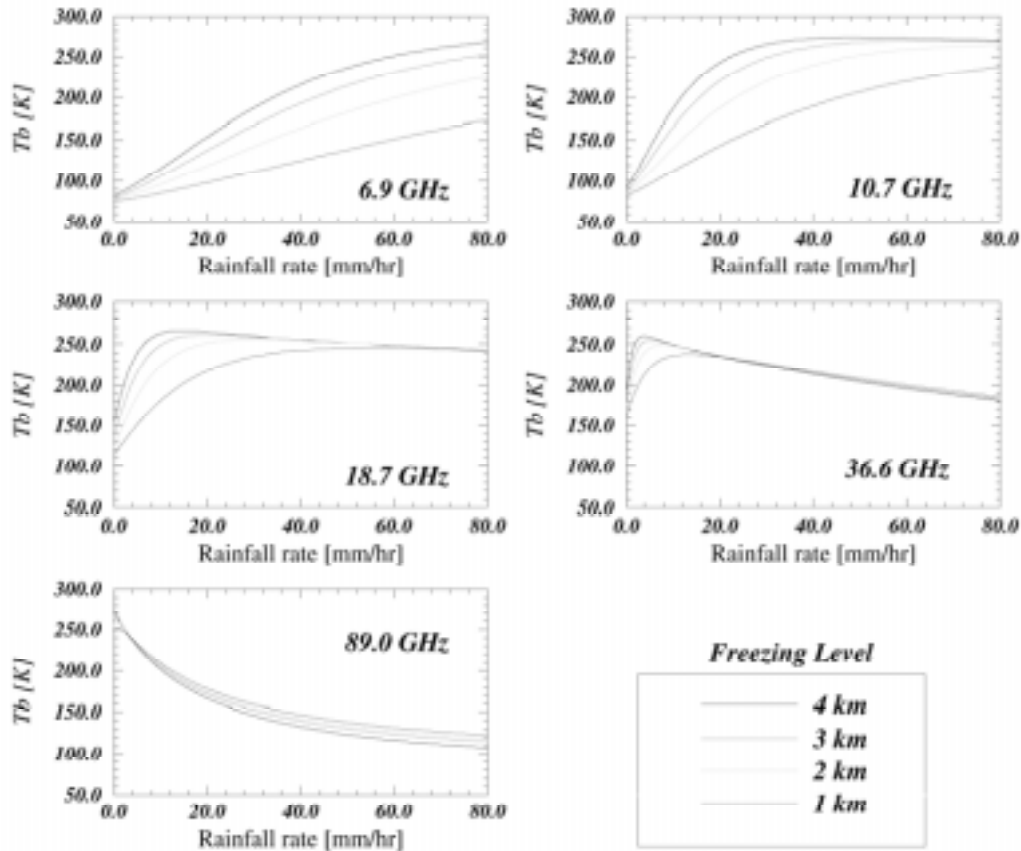 300.0
250.0
200.0
150.0
100.0
50.0
Tb [K]
0.0 20.0 40.0 60.0 80.0
Rainfall rate [mm/hr]
6.9 GHz
300.0
250.0
200.0
150.0
100.0
50.0
Tb [K]
0.0 20.0 40.0 60.0 80.0
Rainfall rate [mm/hr]
10.7 GHz
300.0
250.0
200.0
150.0
100.0
50.0
Tb [K]
0.0 20.0 40.0 60.0 80.0
Rainfall rate [mm/hr]
18.7 GHz
300.0
250.0
200.0
150.0
100.0
50.0
Tb [K]
0.0 20.0 40.0 60.0 80.0
Rainfall rate [mm/hr]
36.6 GHz
300.0
250.0
200.0
150.0
100.0
50.0
Tb [K]
0.0 20.0 40.0 60.0 80.0
Rainfall rate [mm/hr]
89.0 GHz
Freezing Level
4 km
3 km
2 km
1 km